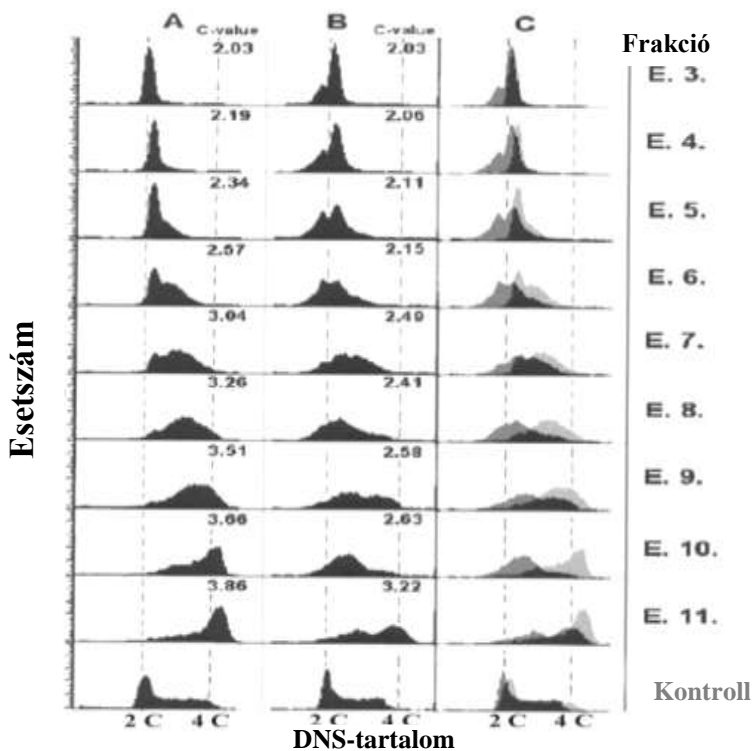 A B C
C-value C-value
Frakció
2.03 2.03 E. 3.
2.19 2.06 E. 4.
2.34 2.11 E. 5.
2.57 2.15 E. 6.
3.04 2.49 E. 7.
3.26 2.41 E. 8.
3.51 2.58 E. 9.
3.66 2.63 E. 10.
3.86 3.22 E. 11.
Kontroll
2 C 4 C 2 C 4 C 2 C 4 C
DNS-tartalom
Esetszám